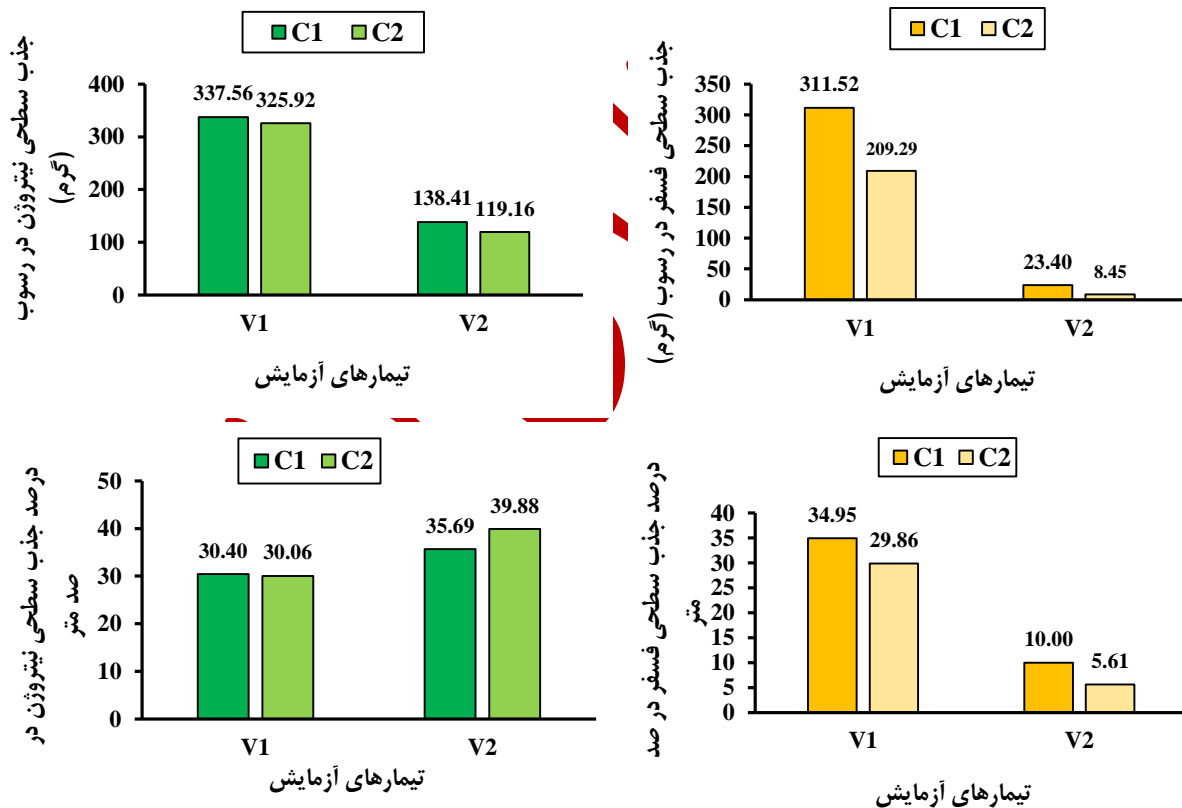 C1 C2
جذب سطحی نیتروژن در رسوب
(گرم)
400
300
200
100
0
337.56
325.92
138.41
119.16
V1
V2
تیمارهای آزمایش
C1 C2
جذب سطحی فسفر در رسوب (گرم)
350
300
250
200
150
100
50
0
311.52
209.29
23.40
8.45
V1
V2
تیمارهای آزمایش
C1 C2
درصد جذب سطحی نیتروژن در
صد متر
50
40
30
20
10
0
30.40
30.06
35.69
39.88
V1
V2
تیمارهای آزمایش
C1 C2
درصد جذب سطحی فسفر در صد
متر
40
35
30
25
20
15
10
5
0
34.95
29.86
10.00
5.61
V1
V2
تیمارهای آزمایش